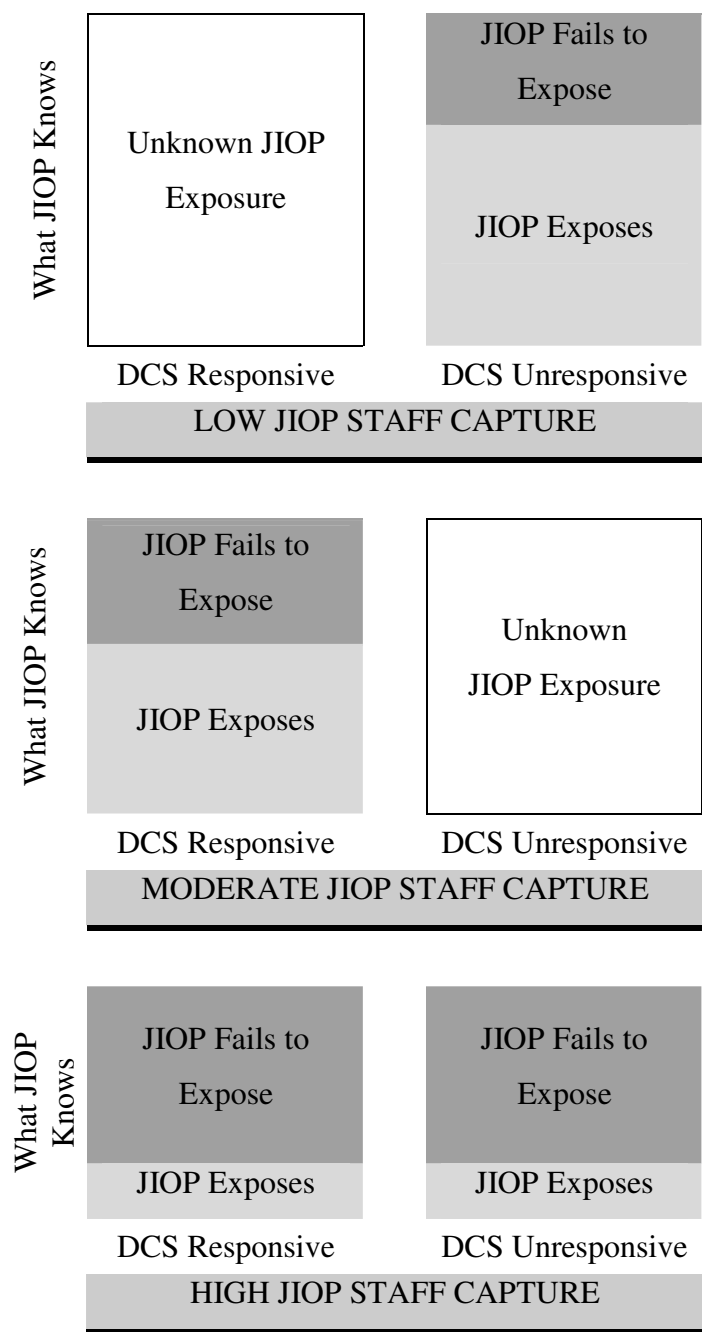 What JIOP Knows
Unknown JIOP
Exposure
JIOP Fails to
Expose
JIOP Exposes
DCS Responsive
DCS Unresponsive
LOW JIOP STAFF CAPTURE
What JIOP Knows
JIOP Fails to
Expose
JIOP Exposes
Unknown
JIOP Exposure
DCS Responsive
DCS Unresponsive
MODERATE JIOP STAFF CAPTURE
What JIOP
Knows
JIOP Fails to
Expose
JIOP Exposes
JIOP Fails to
Expose
JIOP Exposes
DCS Responsive
DCS Unresponsive
HIGH JIOP STAFF CAPTURE